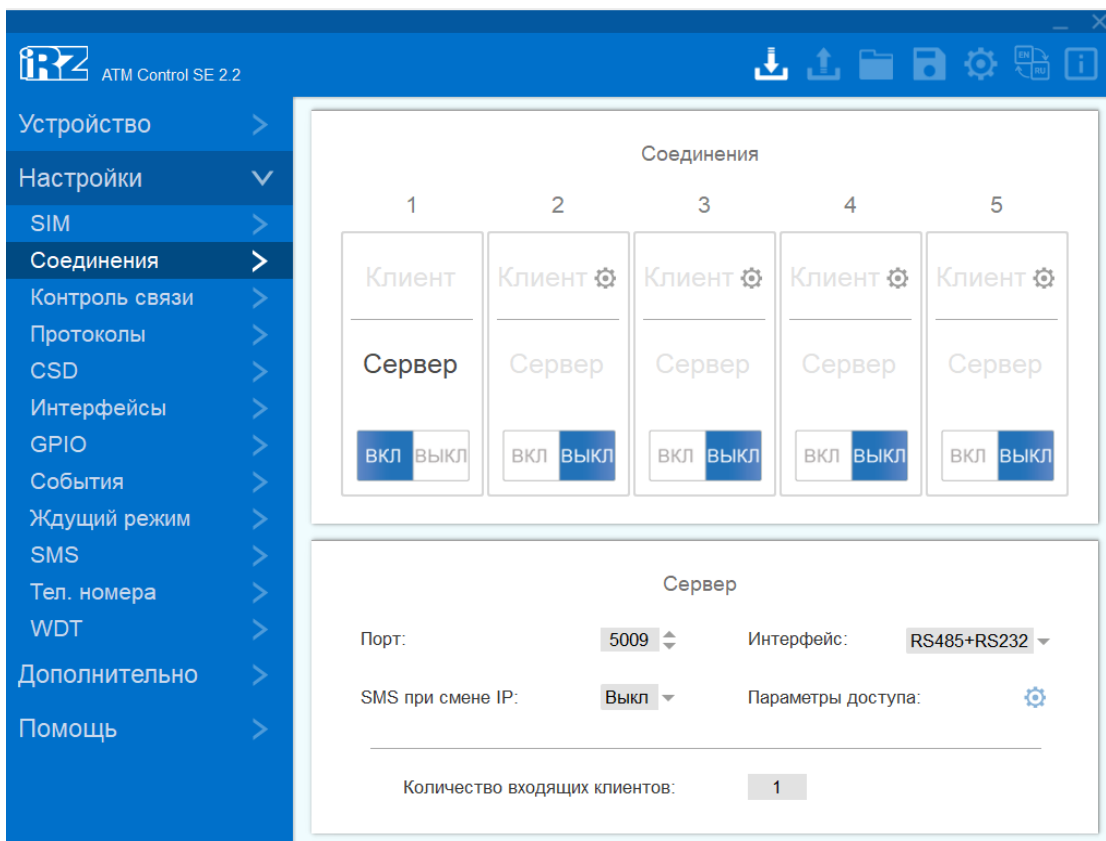 iRZ ATM Control SE 2.2
EN
RU
i
Устройство
Настройки
SIM
Соединения
Контроль связи
Протоколы
CSD
Интерфейсы
GPIO
События
Ждущий режим
SMS
Тел. номера
WDT
Дополнительно
Помощь
Соединения
1 2 3 4 5
Клиент Клиент Клиент Клиент Клиент
Сервер Сервер Сервер Сервер Сервер
ВКЛ ВЫКЛ ВКЛ ВЫКЛ ВКЛ ВЫКЛ ВКЛ ВЫКЛ ВКЛ ВЫКЛ
Сервер
Порт: 5009 Интерфейс: RS485+RS232
SMS при смене IP: Выкл Параметры доступа:
Количество входящих клиентов: 1